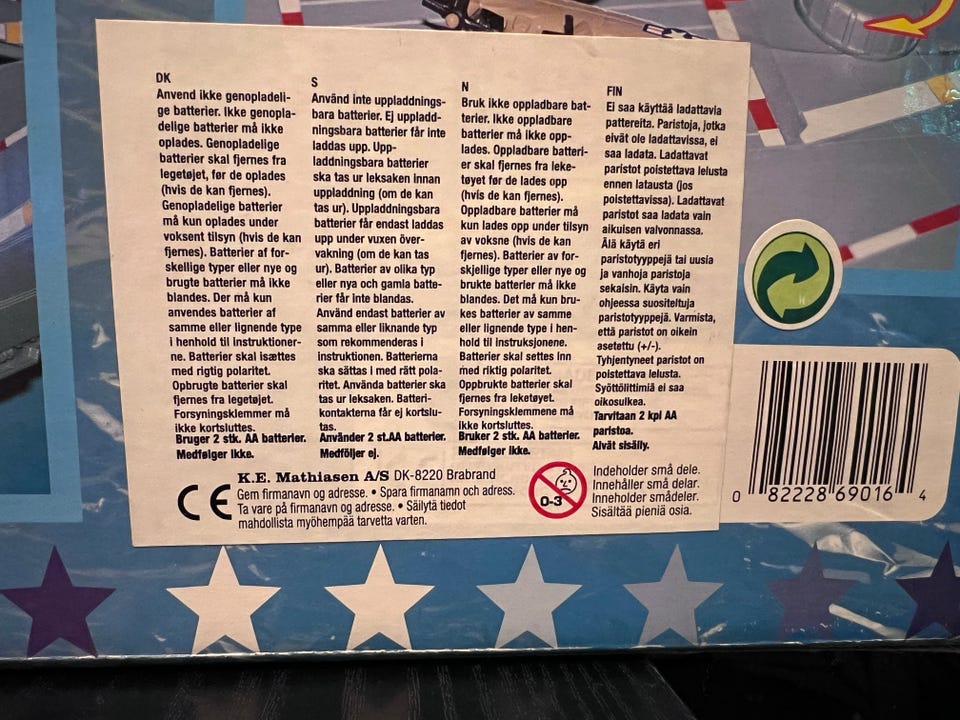 DK
Anvend ikke genopladeli-
ge batterier. Ikke genopla-
delige batterier må ikke
oplades. Genopladelige
batterier skal fjernes fra
legetøjet, før de oplades
(hvis de kan fjernes).
Genopladelige batterier
må kun oplades under
voksent tilsyn (hvis de kan
fjernes). Batterier af for-
skellige typer eller nye og
brugte batterier må ikke
blandes. Der må kun
anvendes batterier af
samme eller lignende type
i henhold til instruktioner-
ne. Batterier skal isættes
med rigtig polaritet.
Opbrugte batterier skal
fjernes fra legetøjet.
Forsyningsklemmer må
ikke kortsluttes.
Bruger 2 stk. AA batterier.
Medfølger ikke.
S
Använd inte uppladdnings-
bara batterier. Ej uppladd-
ningsbara batterier får inte
laddas upp. Upp-
laddningsbara batterier
ska tas ur leksaken innan
uppladdning (om de kan
tas ur). Uppladdningsbara
batterier får endast laddas
upp under vuxen över-
vakning (om de kan tas
ur). Batterier av olika typ
eller nya och gamla batte-
rier får inte blandas.
Använd endast batterier av
samma eller liknande typ
som rekommenderas i
instruktionen. Batterierna
ska sättas i med rätt pola-
ritet. Använda batterier ska
tas ur leksaken. Batteri-
kontakterna får ej kortslu-
tas.
Använder 2 st.AA batterier.
Medföljer ej.
N
Bruk ikke oppladbare bat-
terier. Ikke oppladbare
batterier må ikke opp-
lades. Oppladbare batteri-
er skal fjernes fra leke-
tøyet før de lades opp
(hvis de kan fjernes).
Oppladbare batterier må
kun lades opp under tilsyn
av voksne (hvis de kan
fjernes). Batterier av for-
skjellige typer eller nye og
brukte batterier må ikke
blandes. Det må kun bru-
kes batterier av samme
eller lignende type i hen-
hold til instruksjonene.
Batterier skal settes inn
med riktig polaritet.
Oppbrukte batterier skal
fjernes fra leketøyet.
Forsyningsklemmene må
ikke kortsluttes.
Bruker 2 stk. AA batterier.
Medfølger ikke.
FIN
Ei saa käyttää ladattavia
pattereita. Paristoja, jotka
eivät ole ladattavissa, ei
saa ladata. Ladattavat
paristot poistettava lelusta
ennen latausta (jos
poistettavissa). Ladattavat
paristot saa ladata vain
aikuisen valvonnassa.
Älä käytä eri
paristotyyppejä tai uusia
ja vanhoja paristoja
sekaisin. Käyta vain
ohjeessa suositeltuja
paristotyyppejä. Varmista,
että paristot on oikein
asetettu (+/-).
Tyhjentyneet paristot on
poistettava lelusta.
Syöttöliittimiä ei saa
oikosulkea.
Tarvitaan 2 kpl AA
paristoa.
Aivät sisälly.
CE
K.E. Mathiasen A/S DK-8220 Brabrand
Gem firmanavn og adresse. • Spara firmanamn och adress.
Ta vare på firmanavn og adresse. • Säilytä tiedot
mahdollista myöhempää tarvetta varten.
0-3
Indeholder små dele.
Innehåller små delar.
Inneholder smådeler.
Sisältää pieniä osia.
0 82228 69016 4